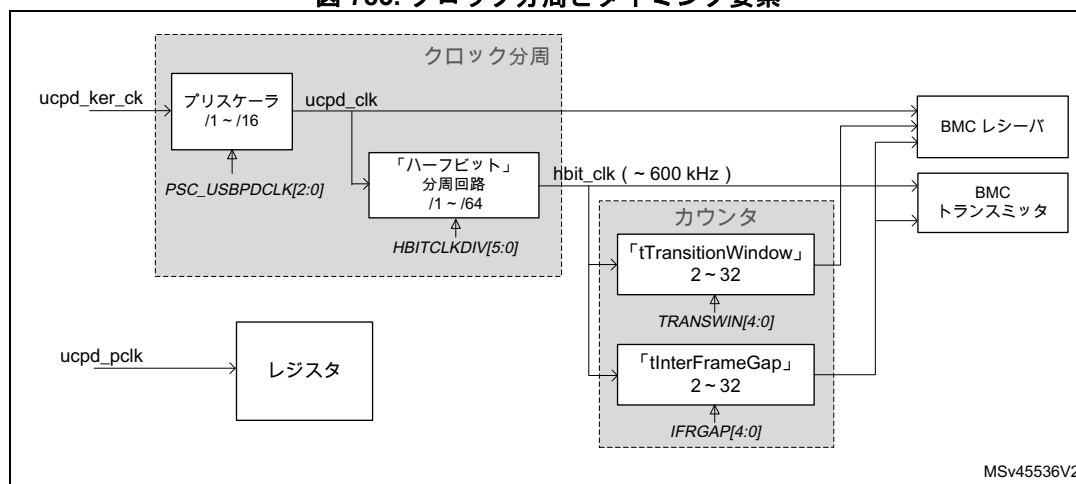 クロック分周
ucpd_ker_ck
プリスケーラ
/1 ~ /16
ucpd_clk
BMC レシーバ
PSC_USBPDCLK[2:0]
「ハーフビット」
分周回路
/1 ~ /64
hbit_clk ( ~ 600 kHz )
BMC
トランスミッタ
HBITCLKDIV[5:0]
カウンタ
「tTransitionWindow」
2 ~ 32
TRANSWIN[4:0]
ucpd_pclk
レジスタ
「tInterFrameGap」
2 ~ 32
IFRGAP[4:0]
MSv45536V2